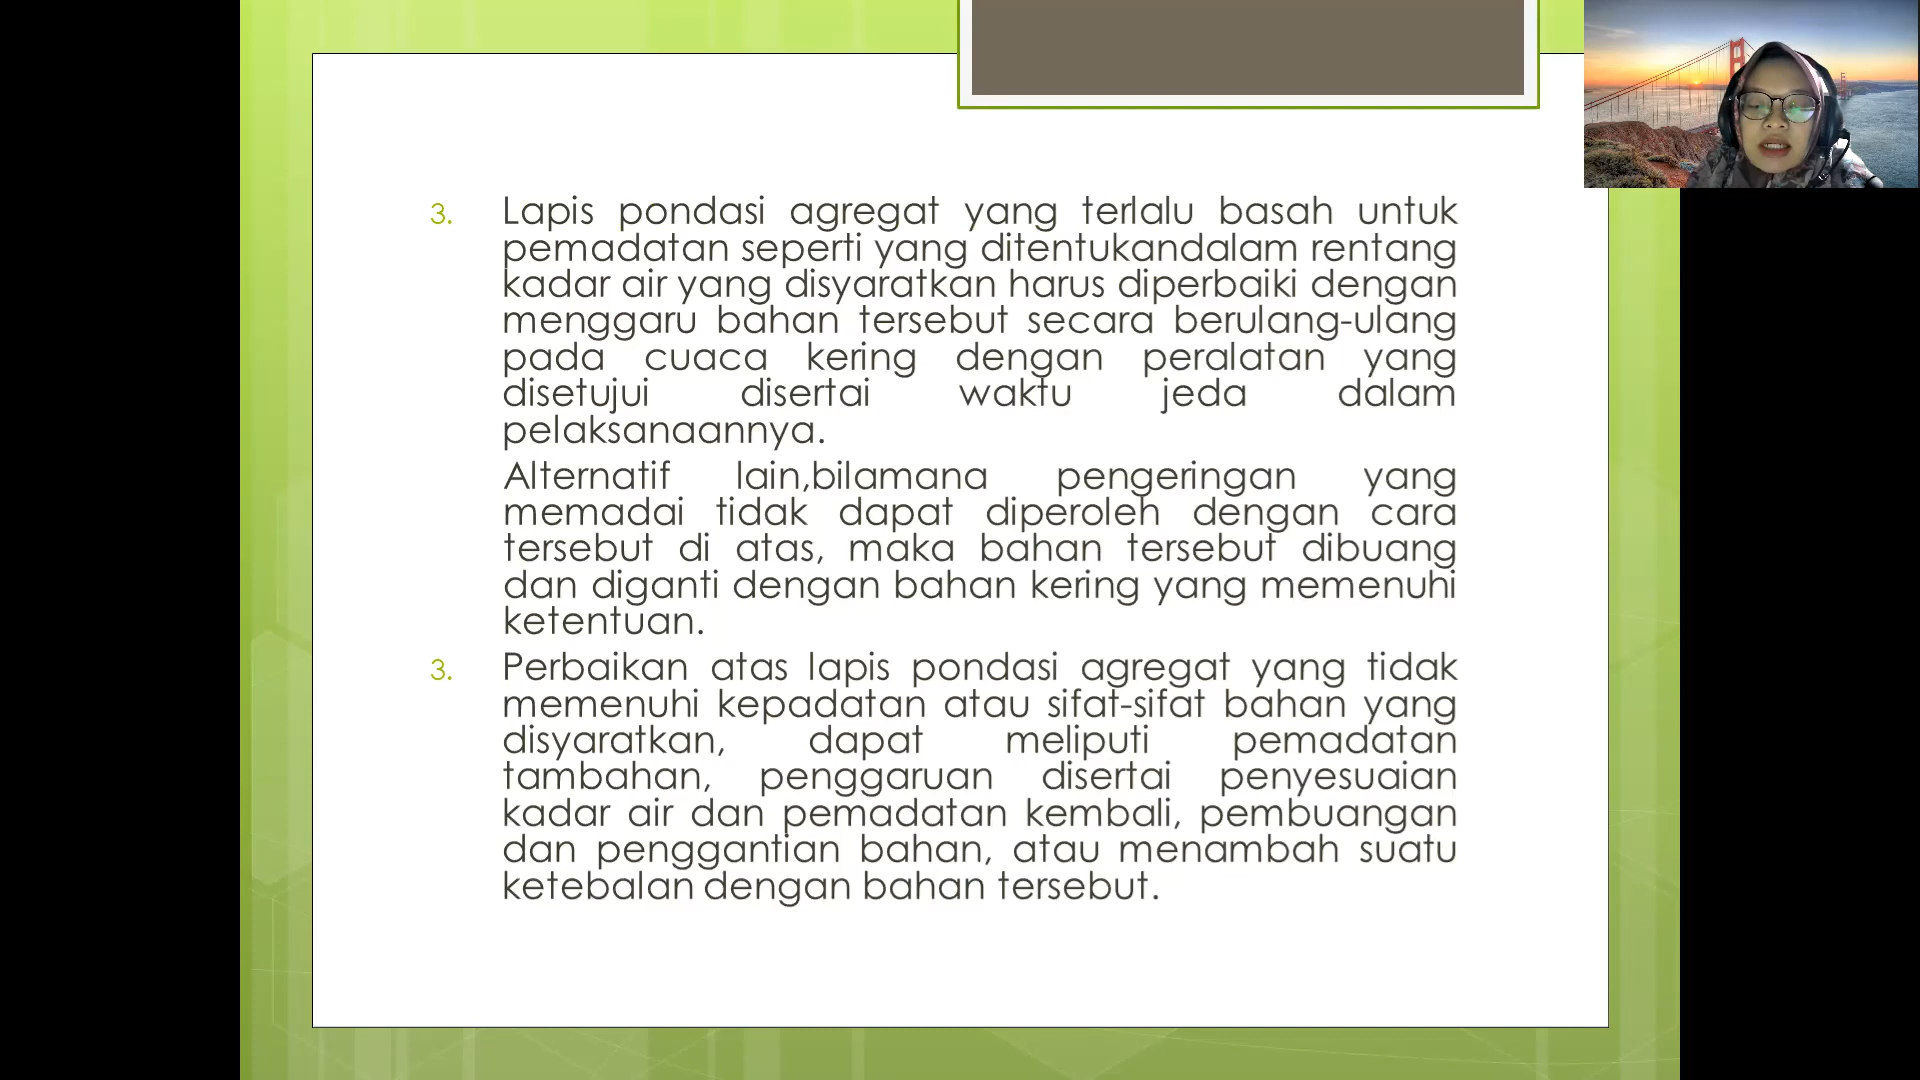 3. Lapis pondasi agregat yang terlalu basah untuk
pemadatan seperti yang ditentukandalam rentang
kadar air yang disyaratkan harus diperbaiki dengan
menggaru bahan tersebut secara berulang-ulang
pada cuaca kering dengan peralatan yang
disetujui disertai waktu jeda dalam
pelaksanaannya.
Alternatif lain,bilamana pengeringan yang
memadai tidak dapat diperoleh dengan cara
tersebut di atas, maka bahan tersebut dibuang
dan diganti dengan bahan kering yang memenuhi
ketentuan.
3. Perbaikan atas lapis pondasi agregat yang tidak
memenuhi kepadatan atau sifat-sifat bahan yang
disyaratkan, dapat meliputi pemadatan
tambahan, penggaruan disertai penyesuaian
kadar air dan pemadatan kembali, pembuangan
dan penggantian bahan, atau menambah suatu
ketebalan dengan bahan tersebut.